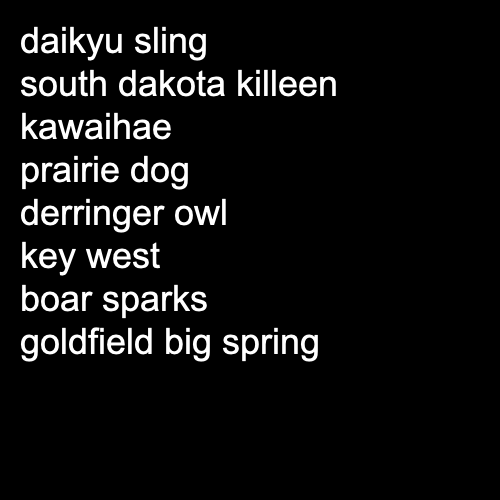 daikyu sling
south dakota killeen
kawaihae
prairie dog
derringer owl
key west
boar sparks
goldfield big spring